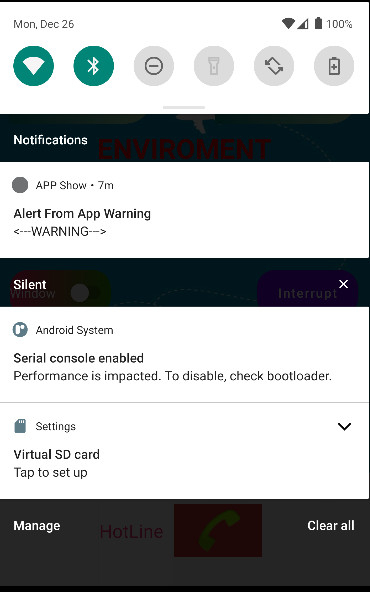 Mon, Dec 26
100%
Notifications
ENVIROMENT
APP Show • 7m
Alert From App Warning
<---WARNING--->
Silent
Window
Interrupt
Android System
Serial console enabled
Performance is impacted. To disable, check bootloader.
Settings
Virtual SD card
Tap to set up
Manage
HotLine
Clear all